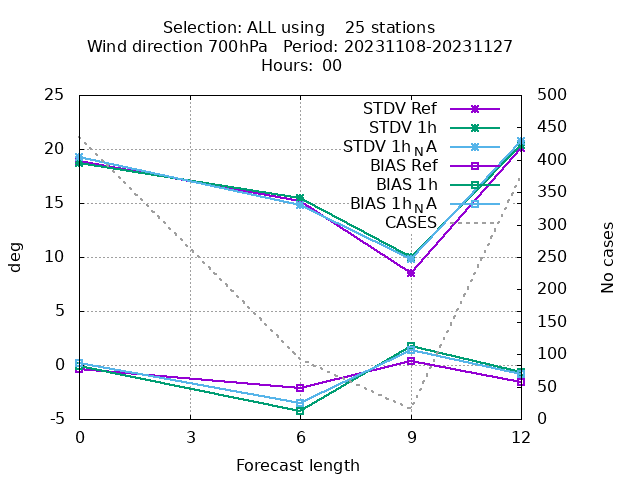 Selection: ALL using    25 stations
Wind direction 700hPa   Period: 20231108-20231127
Hours: 00
25
20
15
10
5
0
-5
500
450
400
350
300
250
200
150
100
50
0
deg
No cases
STDV Ref
STDV 1h
STDV 1h_N A
BIAS Ref
BIAS 1h
BIAS 1h_N A
CASES
0
3
6
9
12
Forecast length